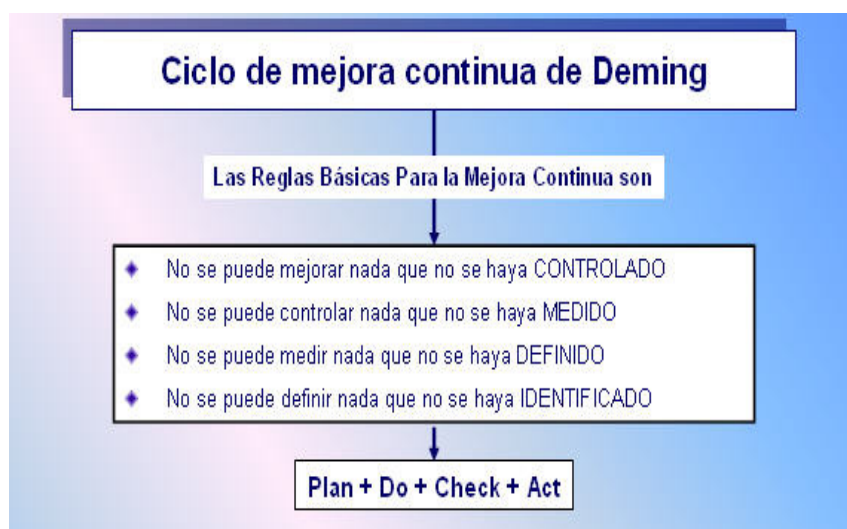 Ciclo de mejora continua de Deming
Las Reglas Básicas Para la Mejora Continua son
No se puede mejorar nada que no se haya CONTROLADO
No se puede controlar nada que no se haya MEDIDO
No se puede medir nada que no se haya DEFINIDO
No se puede definir nada que no se haya IDENTIFICADO
Plan + Do + Check + Act